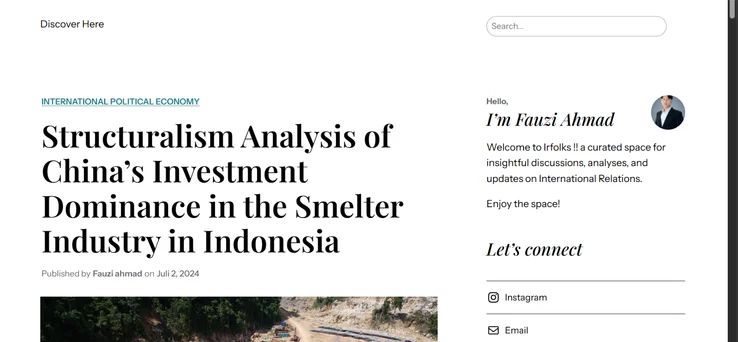 Discover Here
Search...
INTERNATIONAL POLITICAL ECONOMY
Structuralism Analysis of
China’s Investment
Dominance in the Smelter
Industry in Indonesia
Published by Fauzi ahmad on Juli 2, 2024
Hello,
I’m Fauzi Ahmad
Welcome to Irfolks !! a curated space for
insightful discussions, analyses, and
updates on International Relations.
Enjoy the space!
Let’s connect
Instagram
Email